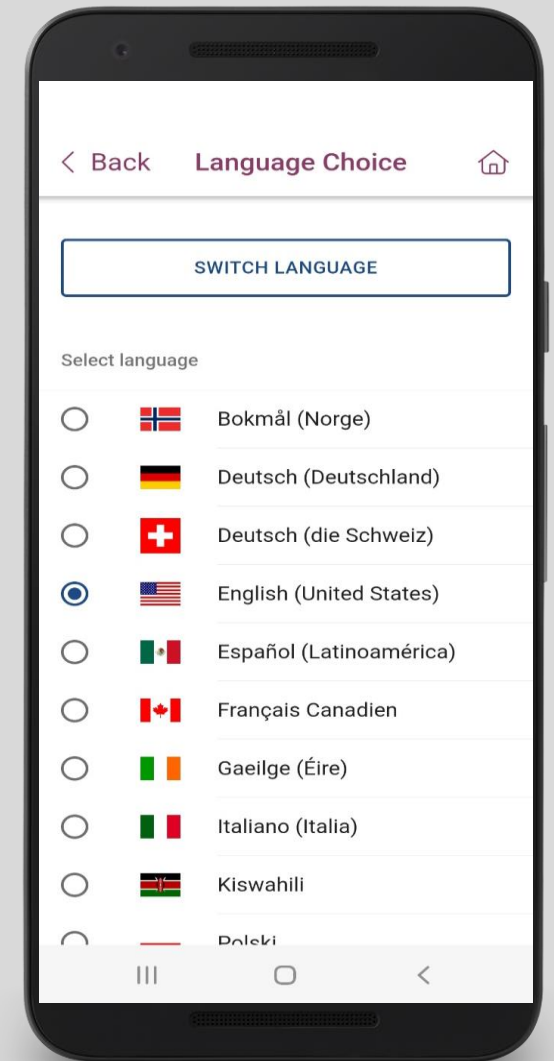 Back Language Choice
SWITCH LANGUAGE
Select language
Bokmål (Norge)
Deutsch (Deutschland)
Deutsch (die Schweiz)
English (United States)
Español (Latinoamérica)
Français Canadien
Gaeilge (Éire)
Italiano (Italia)
Kiswahili
Polski